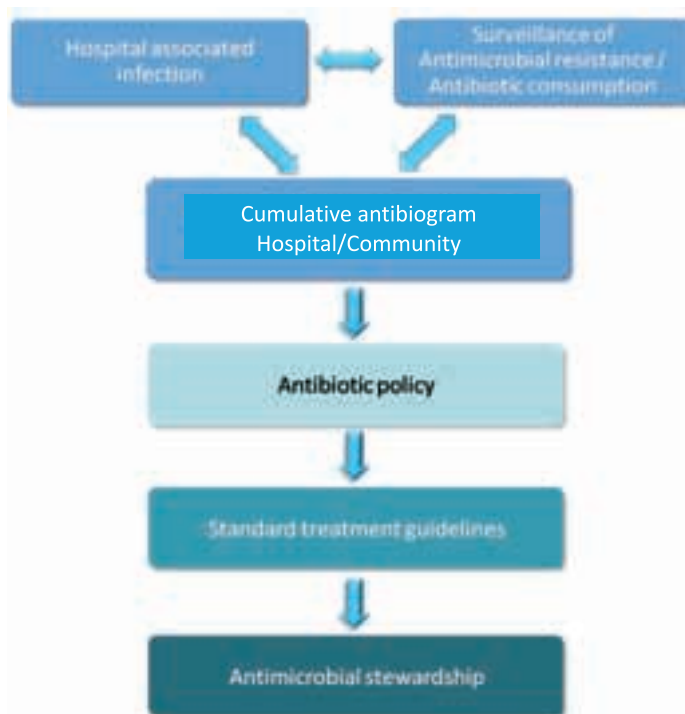 Hospital associated
infection
Surveillance of
Antimicrobial resistance /
Antibiotic consumption
Cumulative antibiogram
Hospital/Community
Antibiotic policy
Standard treatment guidelines
Antimicrobial stewardship